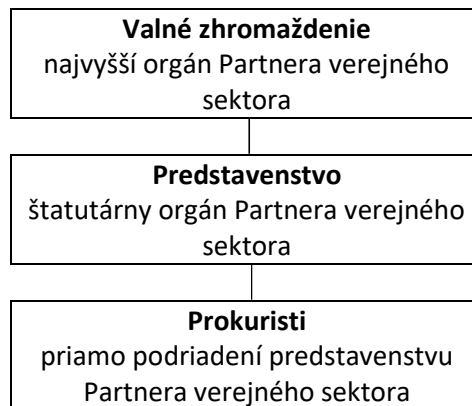 Valné zhromaždenie
najvyšší orgán Partnera verejného
sektora
Predstavenstvo
štatutárny orgán Partnera verejného
sektora
Prokuristi
priamo podriadení predstavenstvu
Partnera verejného sektora